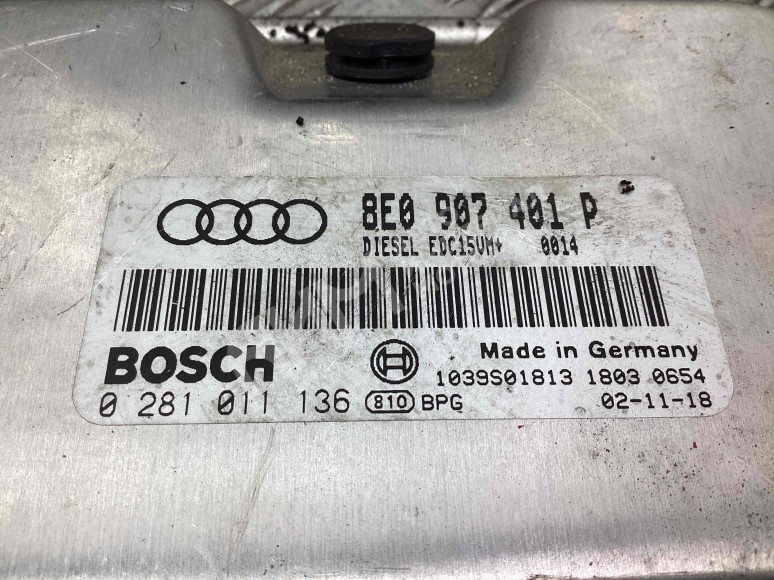 8E0 907 401 P
DIESEL EDC15VM+ 0014
BOSCH
Made in Germany
1039S01813 1803 0654
0 281 011 136 810 BPG 02-11-18